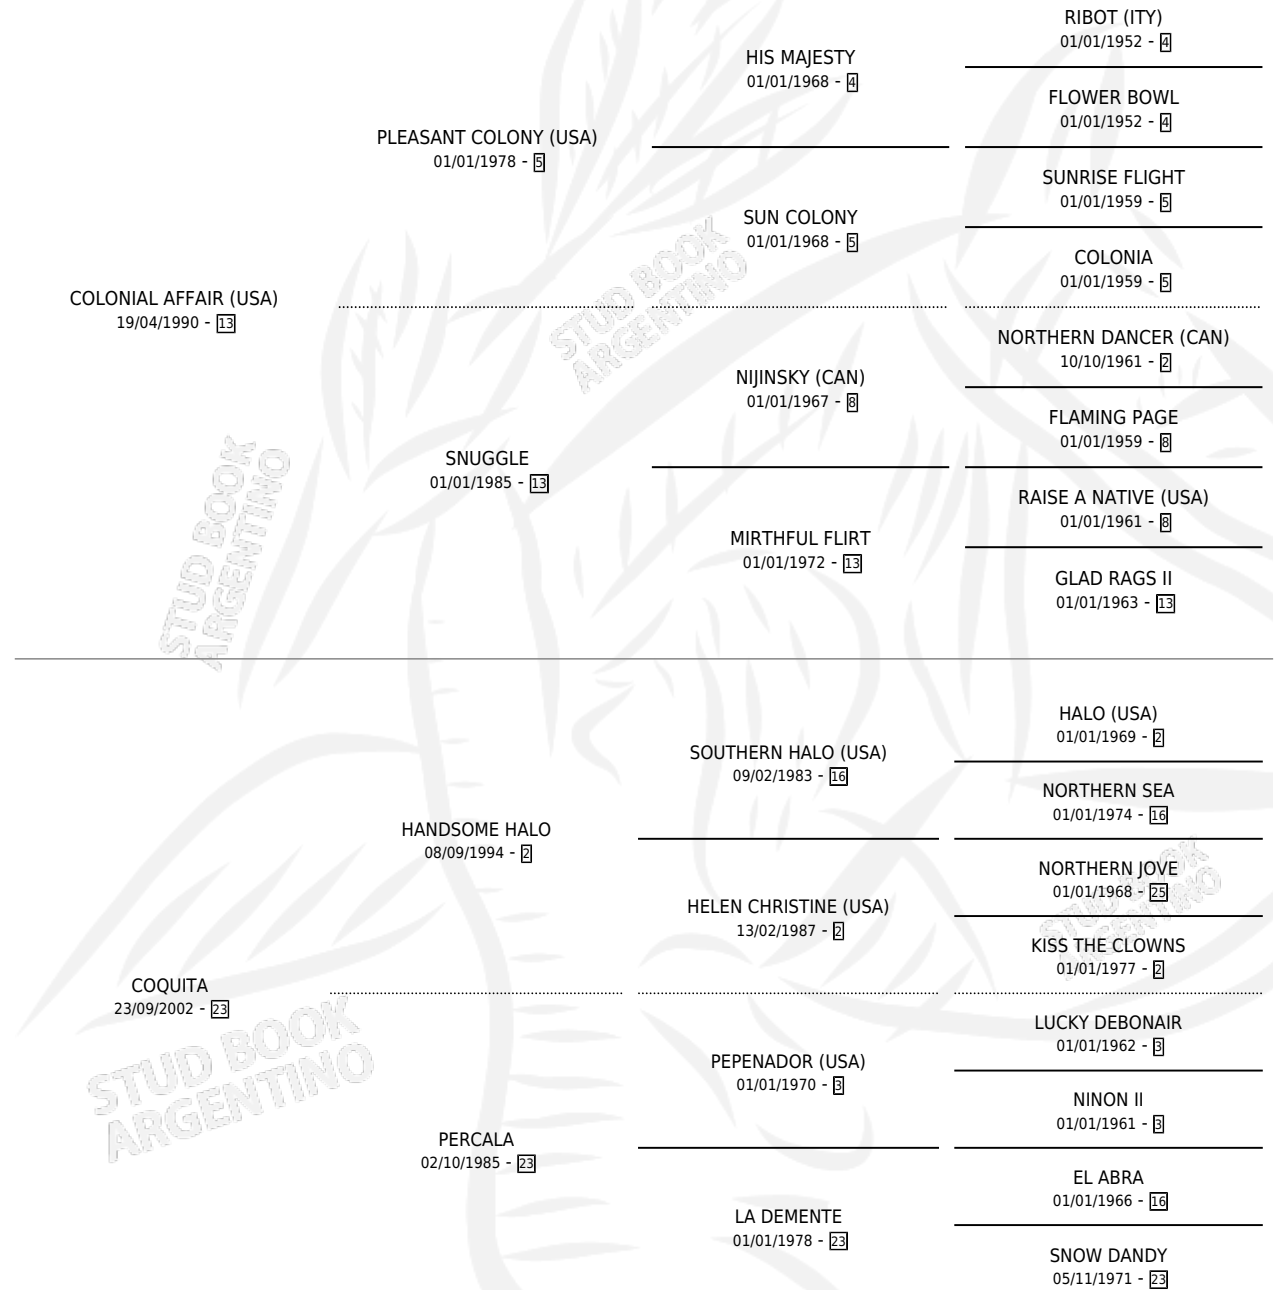 RIBOT (ITY)
01/01/1952 - 4
HIS MAJESTY
01/01/1968 - 4
FLOWER BOWL
01/01/1952 - 4
PLEASANT COLONY (USA)
01/01/1978 - 5
SUNRISE FLIGHT
01/01/1959 - 5
SUN COLONY
01/01/1968 - 5
COLONIA
01/01/1959 - 5
COLONIAL AFFAIR (USA)
19/04/1990 - 13
NORTHERN DANCER (CAN)
10/10/1961 - 2
NIJINSKY (CAN)
01/01/1967 - 8
FLAMING PAGE
01/01/1959 - 8
SNUGGLE
01/01/1985 - 13
RAISE A NATIVE (USA)
01/01/1961 - 8
MIRTHFUL FLIRT
01/01/1972 - 13
GLAD RAGS II
01/01/1963 - 13
HALO (USA)
01/01/1969 - 2
SOUTHERN HALO (USA)
09/02/1983 - 16
NORTHERN SEA
01/01/1974 - 16
HANDSOME HALO
08/09/1994 - 2
NORTHERN JOVE
01/01/1968 - 25
HELEN CHRISTINE (USA)
13/02/1987 - 2
KISS THE CLOWNS
01/01/1977 - 2
COQUITA
23/09/2002 - 23
LUCKY DEBONAIR
01/01/1962 - 3
PEPENADOR (USA)
01/01/1970 - 3
NINON II
01/01/1961 - 3
PERCALA
02/10/1985 - 23
EL ABRA
01/01/1966 - 16
LA DEMENTE
01/01/1978 - 23
SNOW DANDY
05/11/1971 - 23
STUD BOOK
ARGENTINO
STUD BOOK
ARGENTINO
STUD BOOK
ARGENTINO
STUD BOOK
ARGENTINO